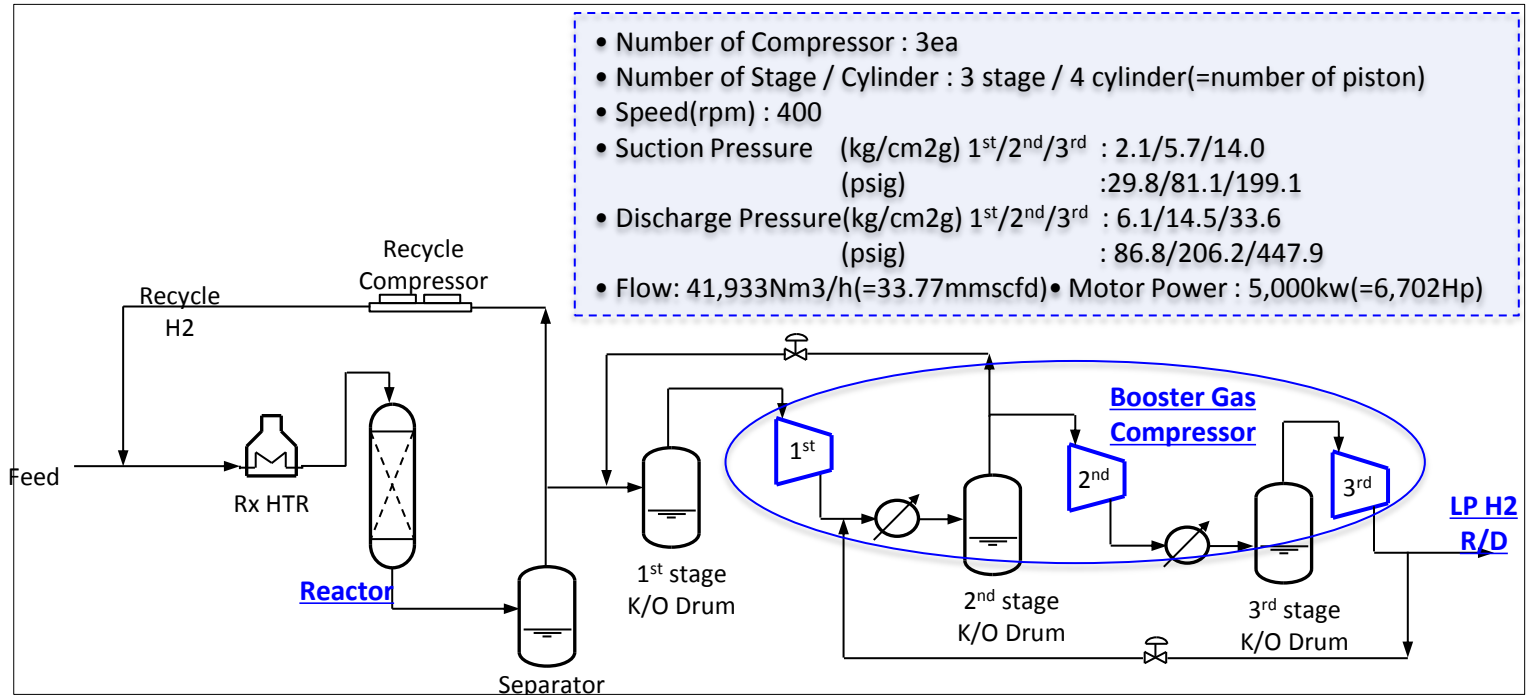 • Number of Compressor : 3ea
• Number of Stage / Cylinder : 3 stage / 4 cylinder(=number of piston)
• Speed(rpm) : 400
• Suction Pressure (kg/cm2g) 1st/2nd/3rd : 2.1/5.7/14.0
(psig) :29.8/81.1/199.1
• Discharge Pressure(kg/cm2g) 1st/2nd/3rd : 6.1/14.5/33.6
(psig) : 86.8/206.2/447.9
• Flow: 41,933Nm3/h(=33.77mmscfd)• Motor Power : 5,000kw(=6,702Hp)
Recycle
Compressor
Recycle
H2
Feed
Rx HTR
Reactor
Separator
1st stage
K/O Drum
1st
Booster Gas
Compressor
2nd
2nd stage
K/O Drum
3rd
3rd stage
K/O Drum
LP H2
R/D